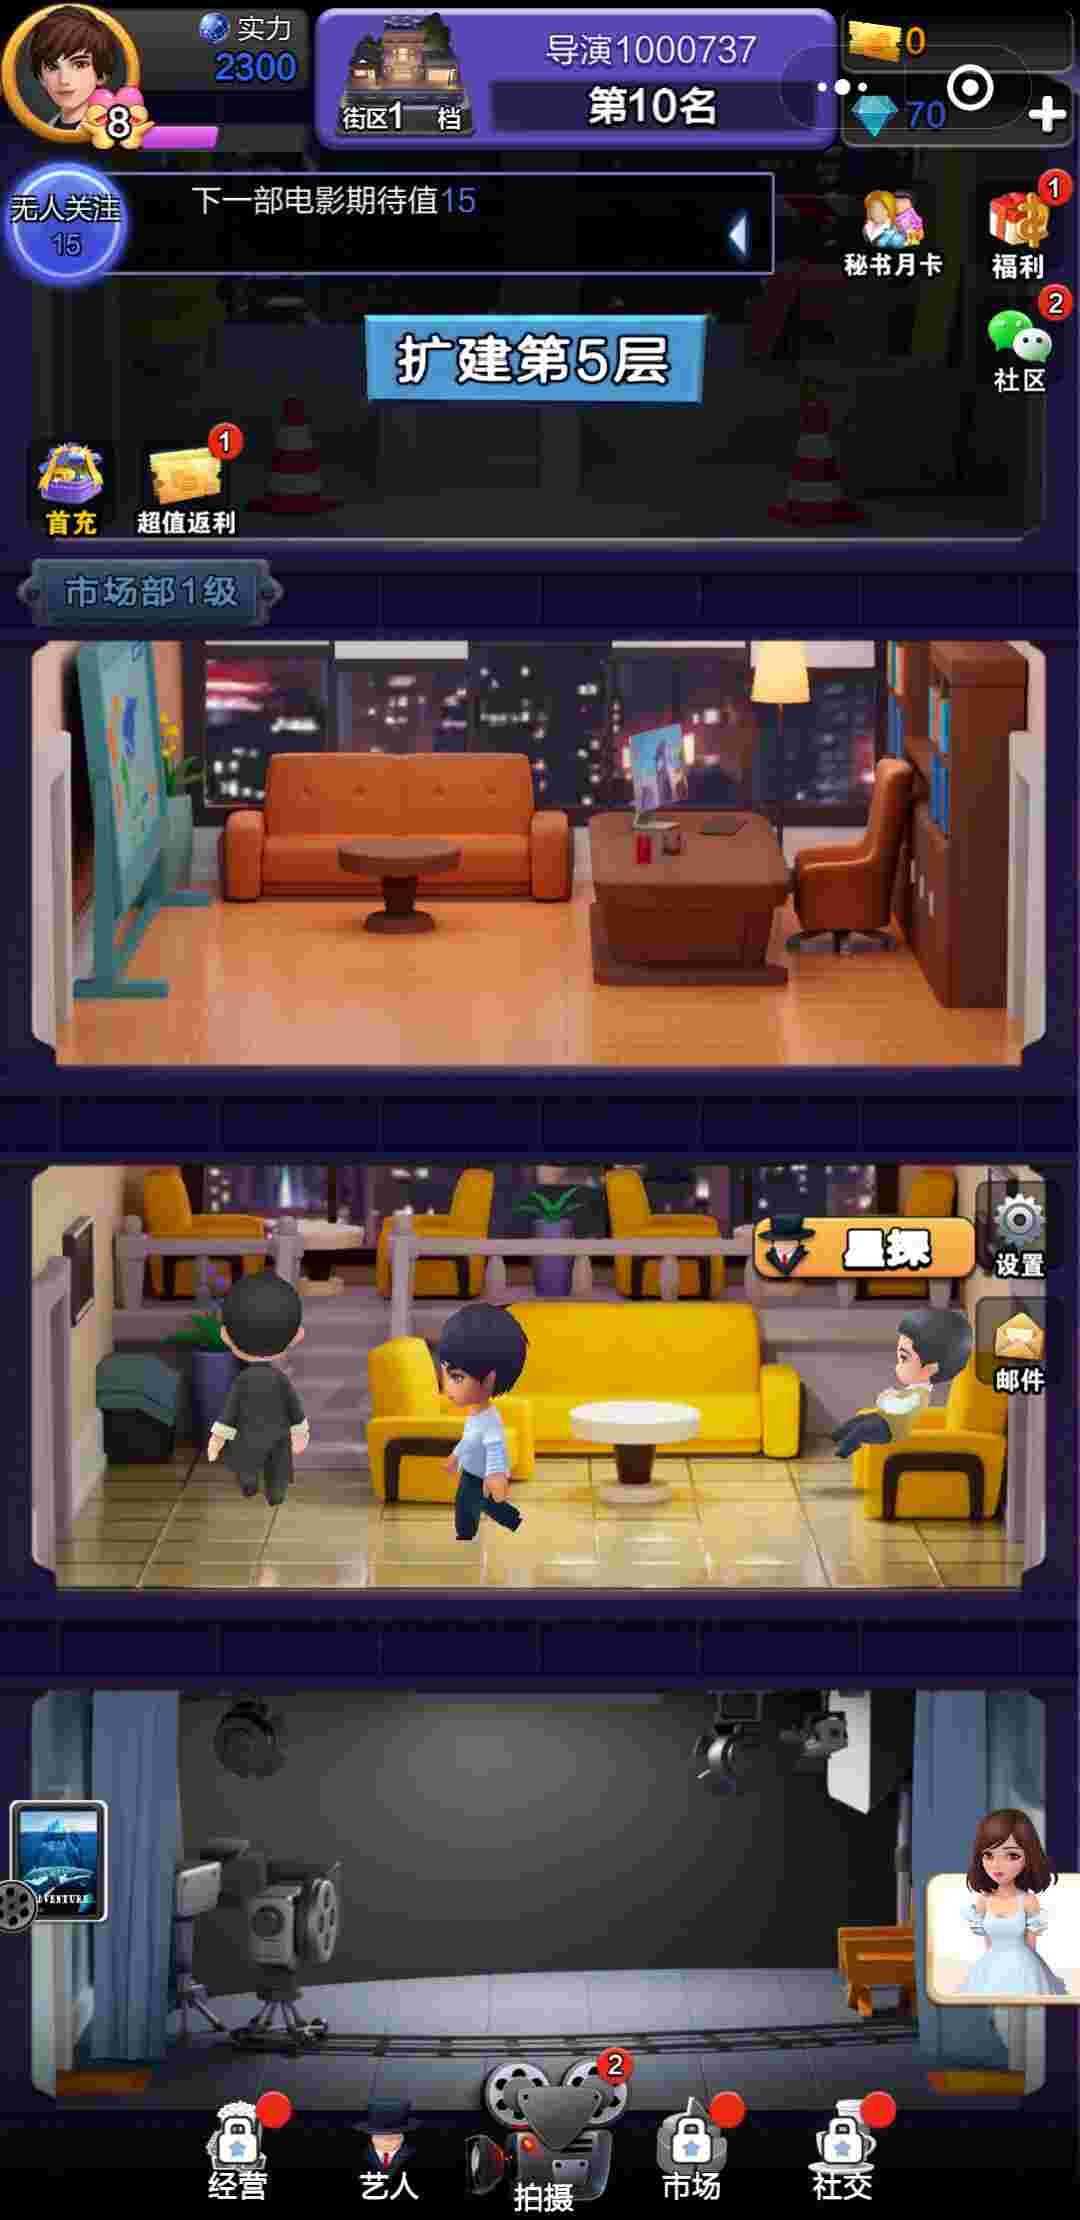 实力
2300
8
街区1 档
导演1000737
第10名
0
70
无人关注
15
下一部电影期待值15
秘书月卡
1
福利
2
社区
扩建第5层
首充
1
超值返利
市场部1级
星探
设置
邮件
ADVENTURE
经营
艺人
2
拍摄
市场
社交